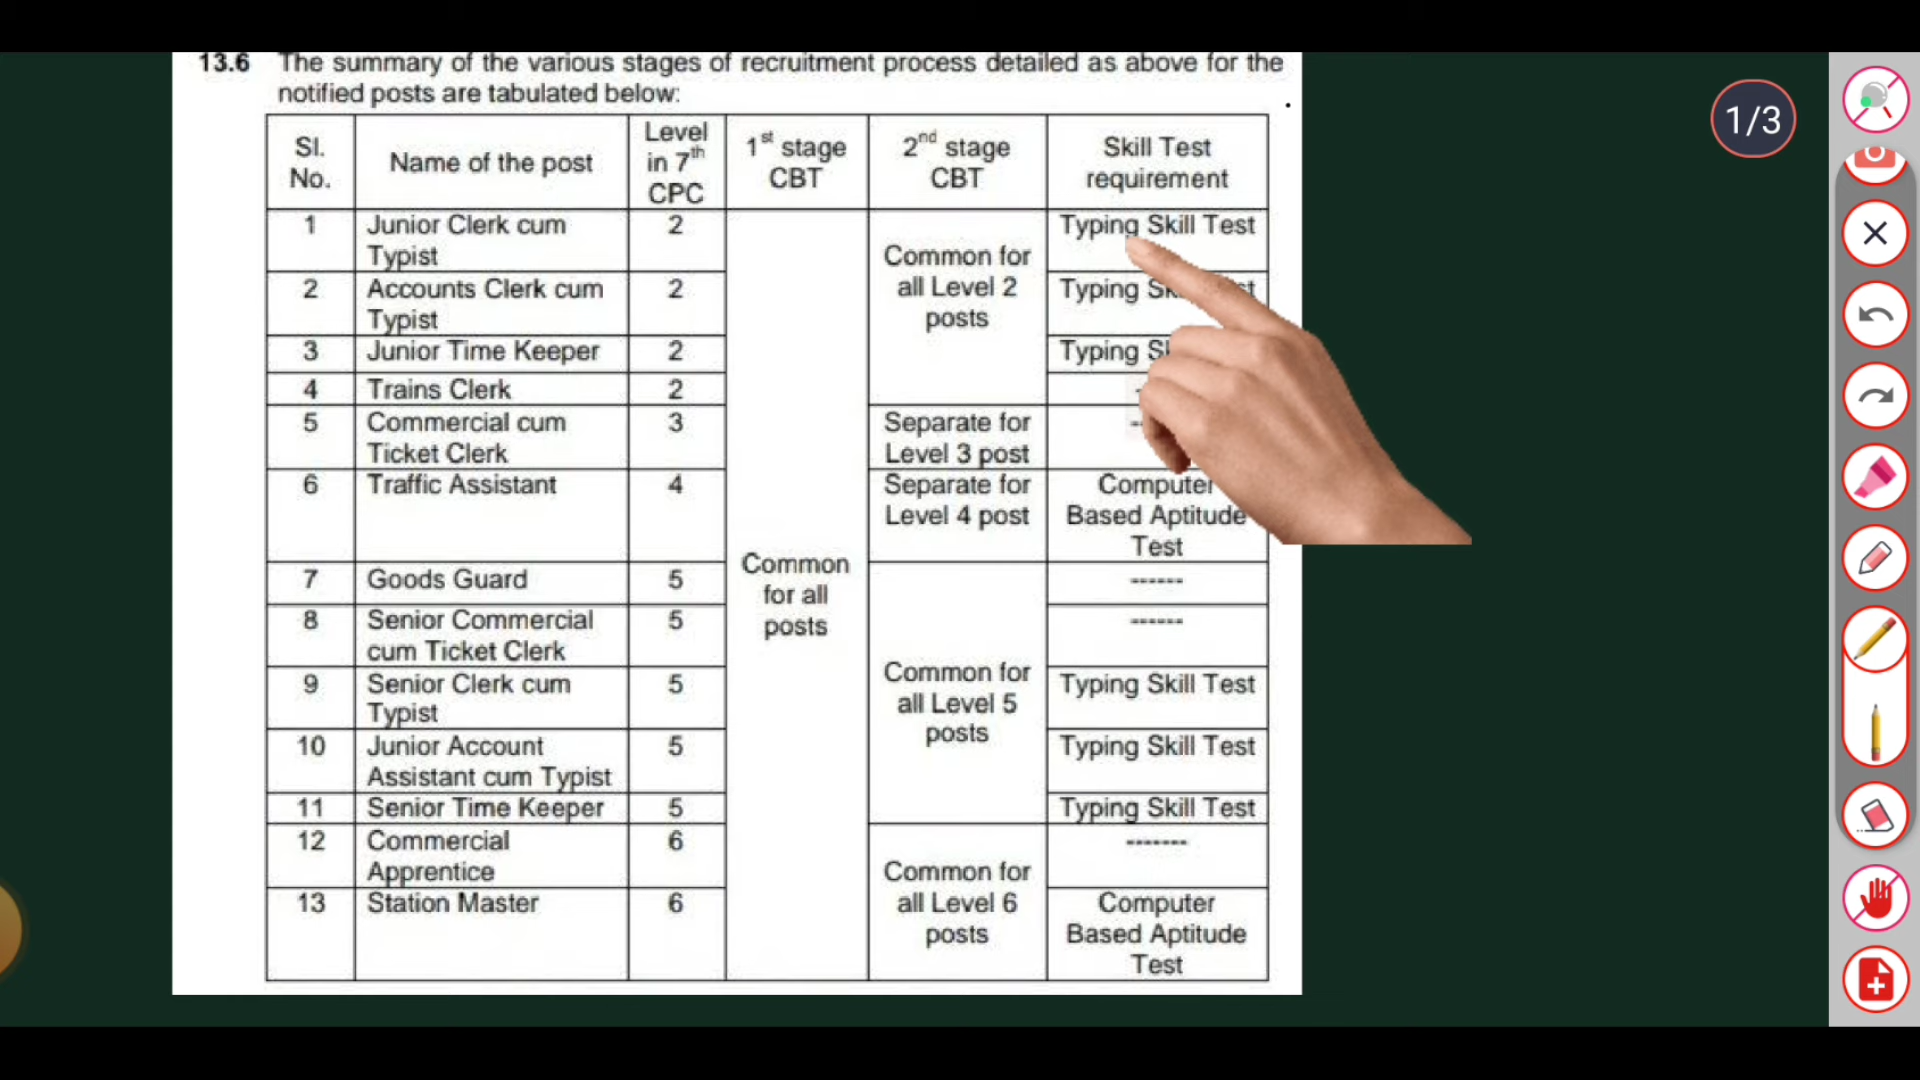 13.6 The summary of the various stages of recruitment process detailed as above for the
notified posts are tabulated below:
Sl. No. Name of the post Level in 7th CPC 1st stage CBT 2nd stage CBT Skill Test requirement
1 Junior Clerk cum Typist 2 Typing Skill Test
2 Accounts Clerk cum Typist 2 Typing
3 Junior Time Keeper 2 Typing
4 Trains Clerk 2
Common for all Level 2 posts
5 Commercial cum Ticket Clerk 3 Separate for Level 3 post
6 Traffic Assistant 4 Separate for Level 4 post Computer Based Aptitude Test
Common for all posts
7 Goods Guard 5 ------
8 Senior Commercial cum Ticket Clerk 5 ------
9 Senior Clerk cum Typist 5 Typing Skill Test
Common for all Level 5 posts
10 Junior Account Assistant cum Typist 5 Typing Skill Test
11 Senior Time Keeper 5 Typing Skill Test
12 Commercial Apprentice 6 -------
Common for all Level 6 posts
13 Station Master 6 Computer Based Aptitude Test
1/3